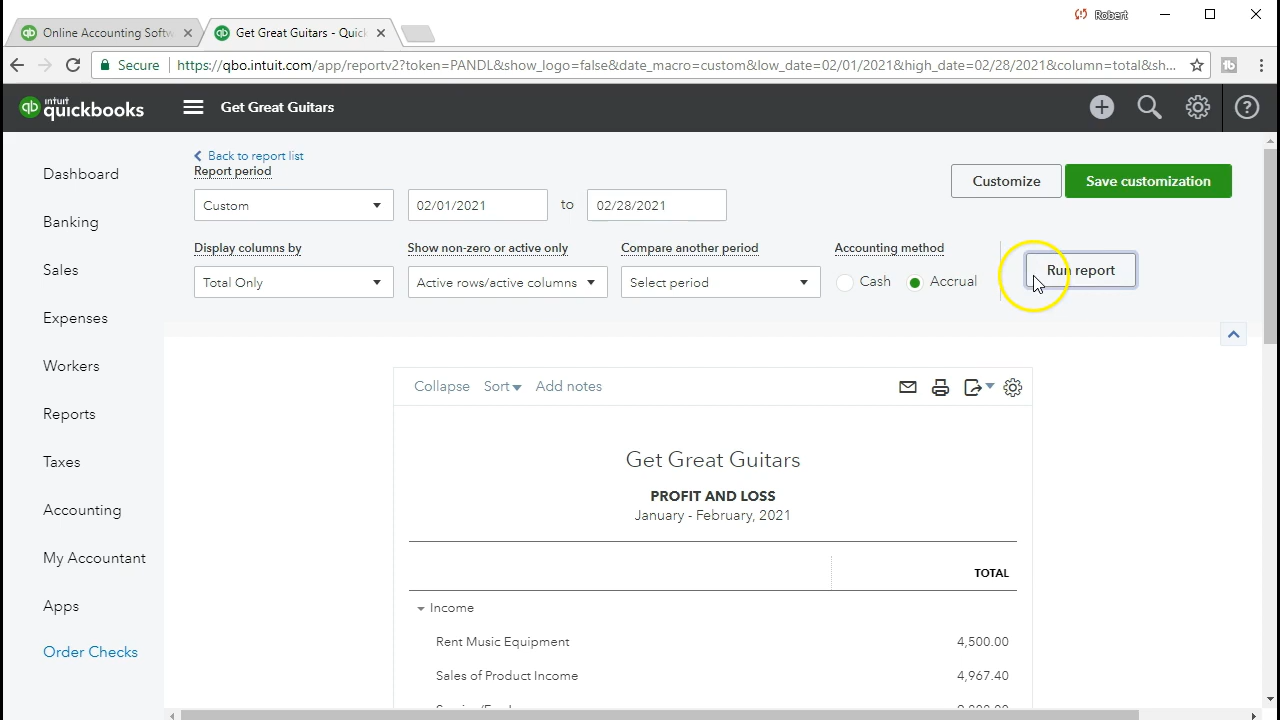 Robert
Online Accounting Softw
Get Great Guitars - Quick
Secure
https://qbo.intuit.com/app/reportv2?token=PANDL&show_logo=false&date_macro=custom&low_date=02/01/2021&high_date=02/28/2021&column=total&sh...
qb intuit quickbooks
Get Great Guitars
Back to report list
Report period
Custom
02/01/2021 to 02/28/2021
Customize
Save customization
Display columns by
Show non-zero or active only
Compare another period
Accounting method
Total Only
Active rows/active columns
Select period
Cash
Accrual
Run report
Dashboard
Banking
Sales
Expenses
Workers
Reports
Taxes
Accounting
My Accountant
Apps
Order Checks
Collapse Sort Add notes
Get Great Guitars
PROFIT AND LOSS
January - February, 2021
TOTAL
Income
Rent Music Equipment 4,500.00
Sales of Product Income 4,967.40